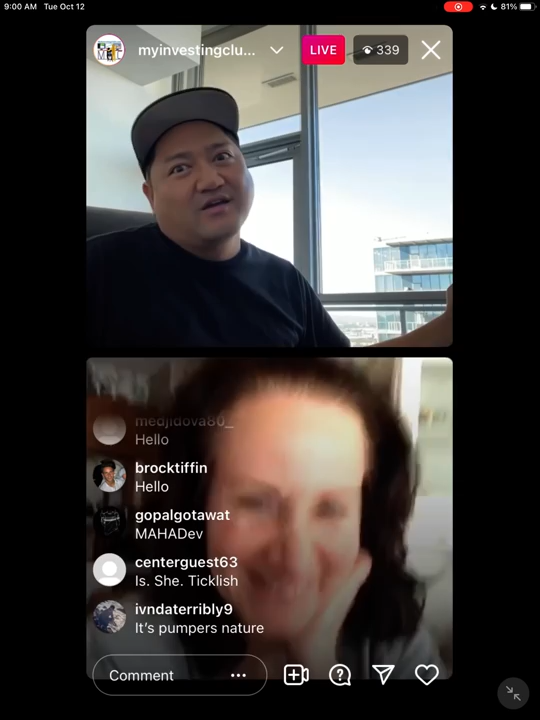 9:00 AM Tue Oct 12
81%
myinvestingclu...
LIVE
339
medjidova80_
Hello
brocktiffin
Hello
gopalgotawat
MAHADev
centerguest63
Is. She. Ticklish
ivndaterribly9
It’s pumpers nature
Comment